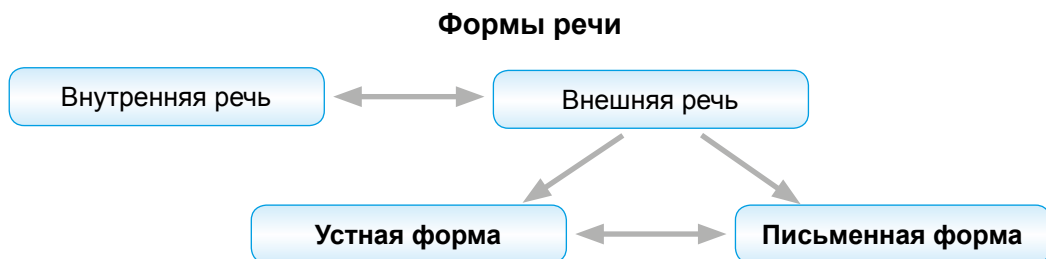 Формы речи
Внутренняя речь
Внешняя речь
Устная форма
Письменная форма